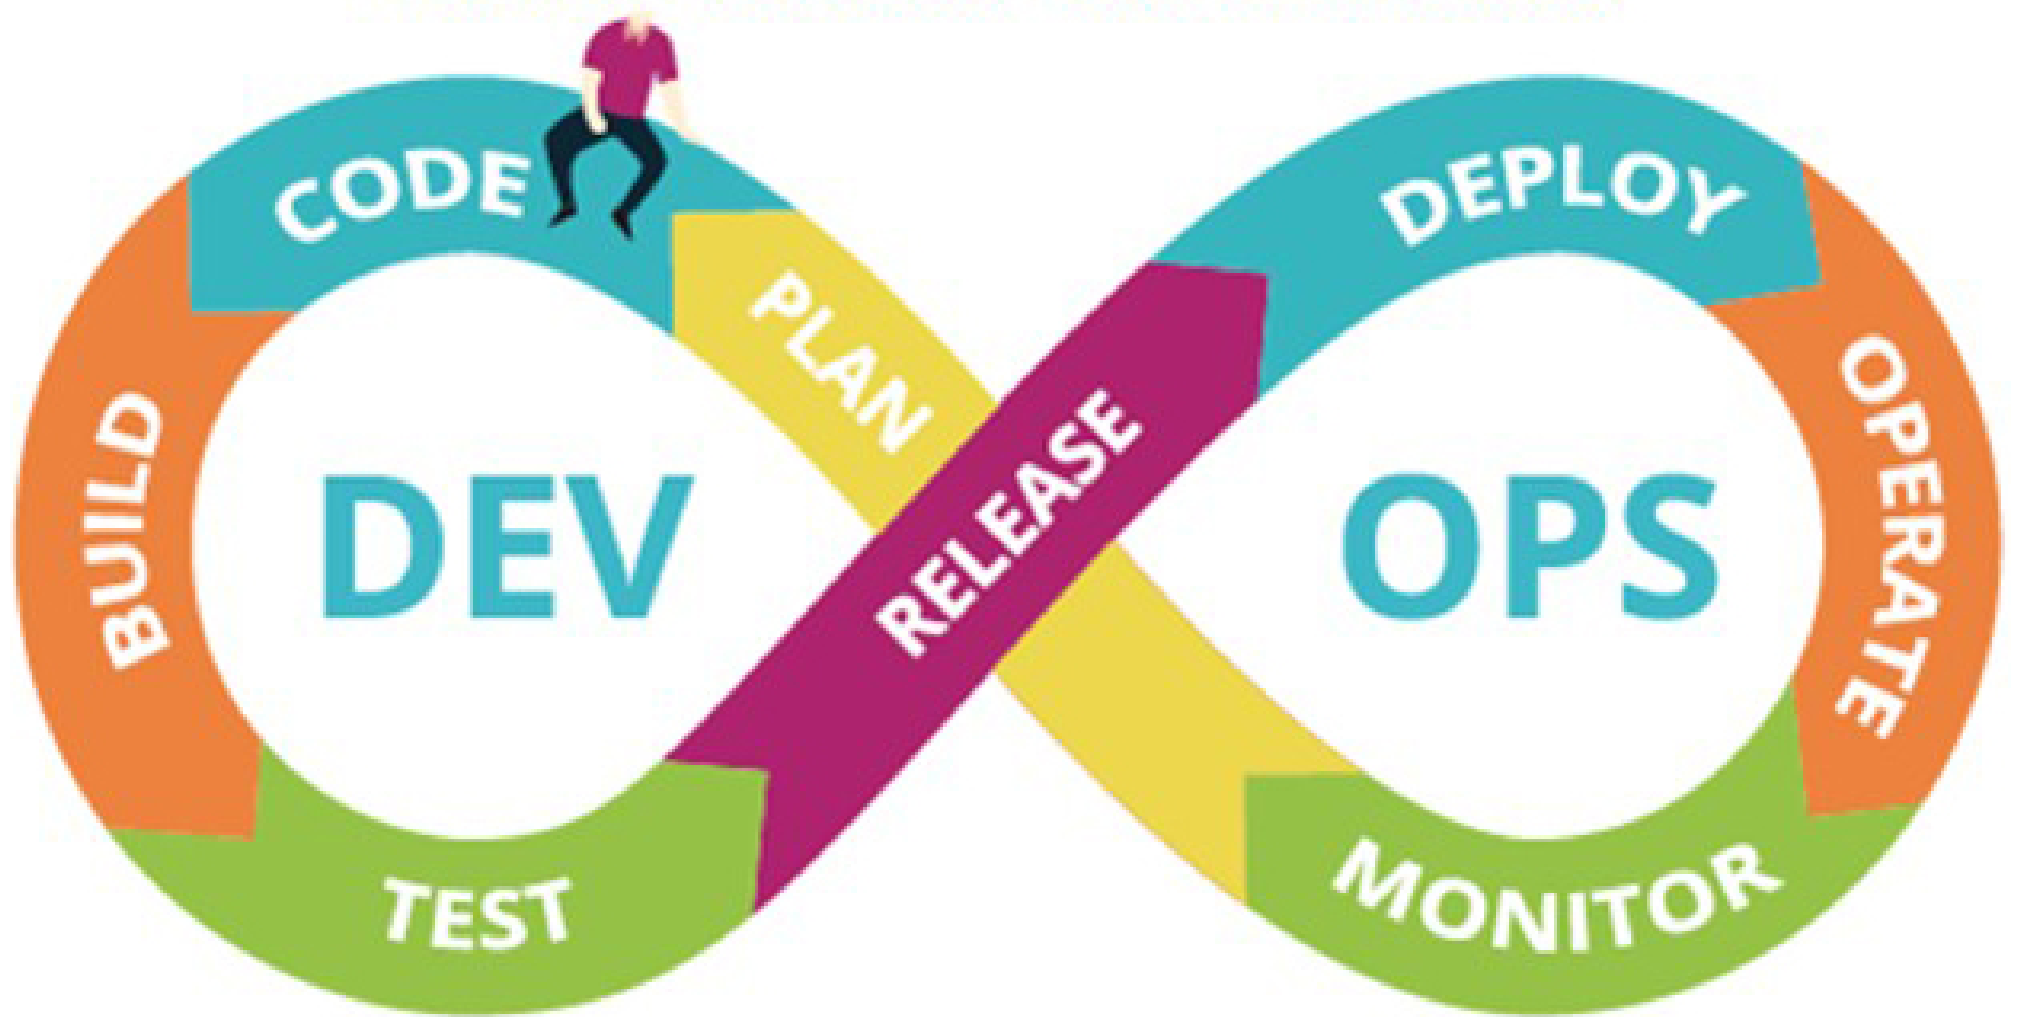 CODE
DEPLOY
PLAN
BUILD
DEV
RELEASE
OPS
OPERATE
TEST
MONITOR